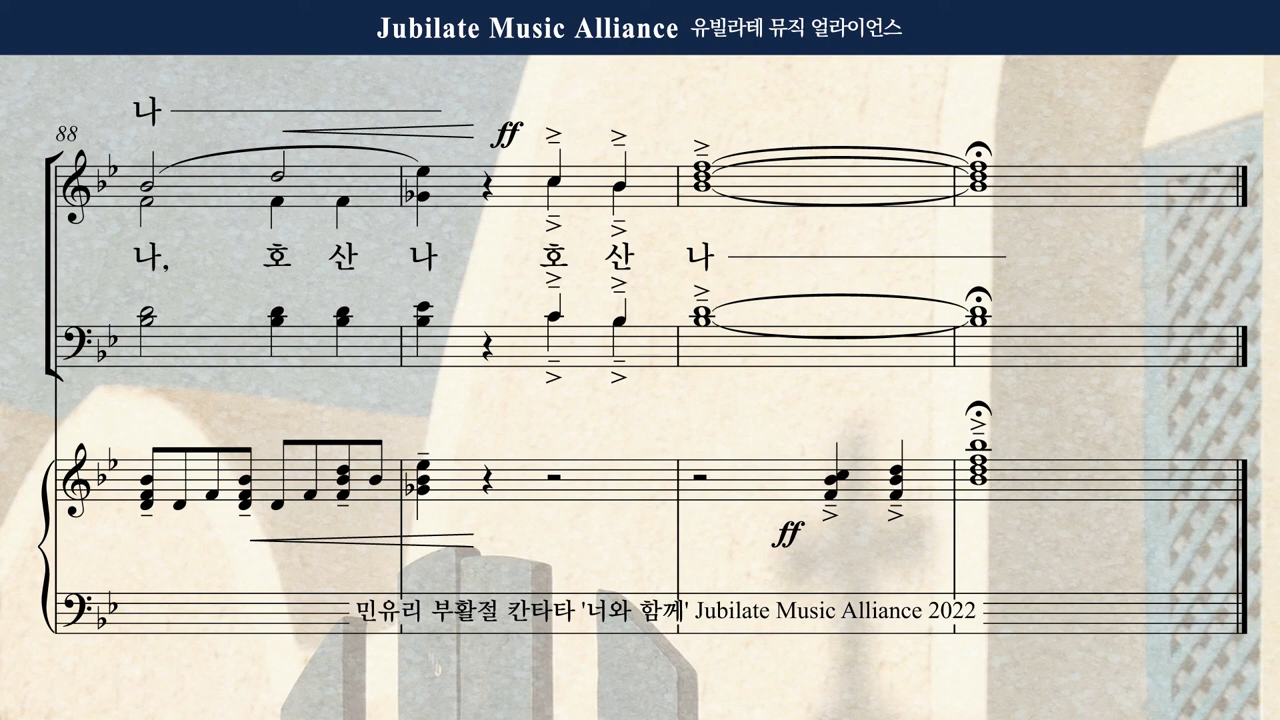 Jubilate Music Alliance 유빌라테 뮤직 얼라이언스
나
88
ff
나, 호 산 나 호 산 나
ff
민유리 부활절 칸타타 '너와 함께' Jubilate Music Alliance 2022